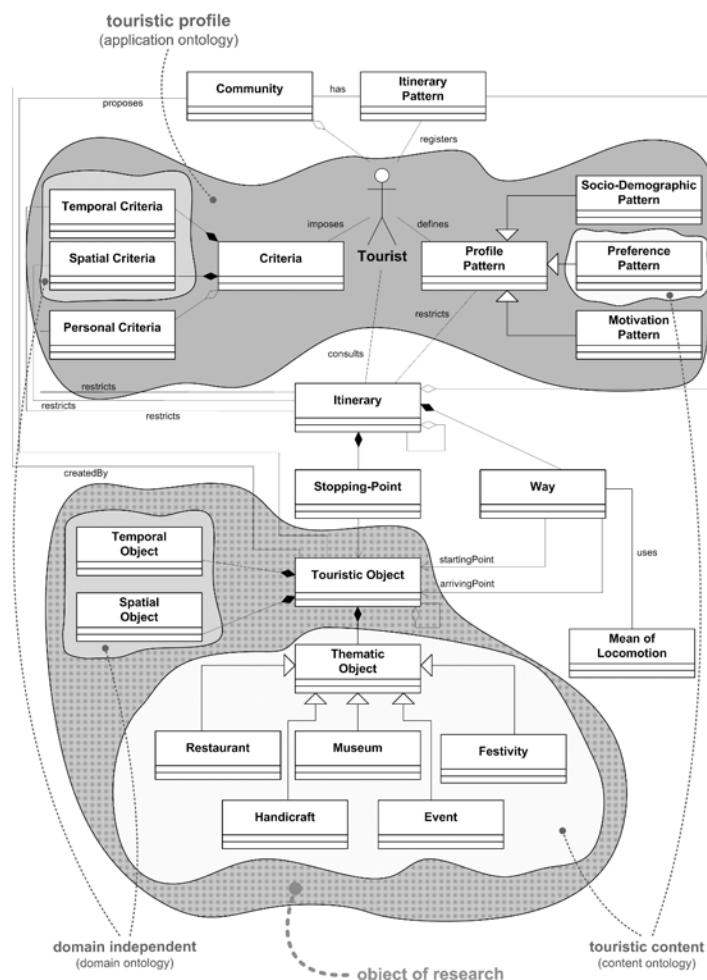 touristic profile
(application ontology)
Community
has
Itinerary
Pattern
proposes
registers
Temporal Criteria
Spatial Criteria
Personal Criteria
Criteria
imposes
Tourist
defines
Profile
Pattern
Socio-Demographic
Pattern
Preference
Pattern
Motivation
Pattern
restricts
consults
restricts
restricts
restricts
Itinerary
createdBy
Stopping-Point
Way
Temporal
Object
Spatial
Object
Touristic Object
startingPoint
arrivingPoint
uses
Mean of
Locomotion
Thematic
Object
Restaurant
Museum
Festivity
Handicraft
Event
domain independent
(domain ontology)
object of research
touristic content
(content ontology)